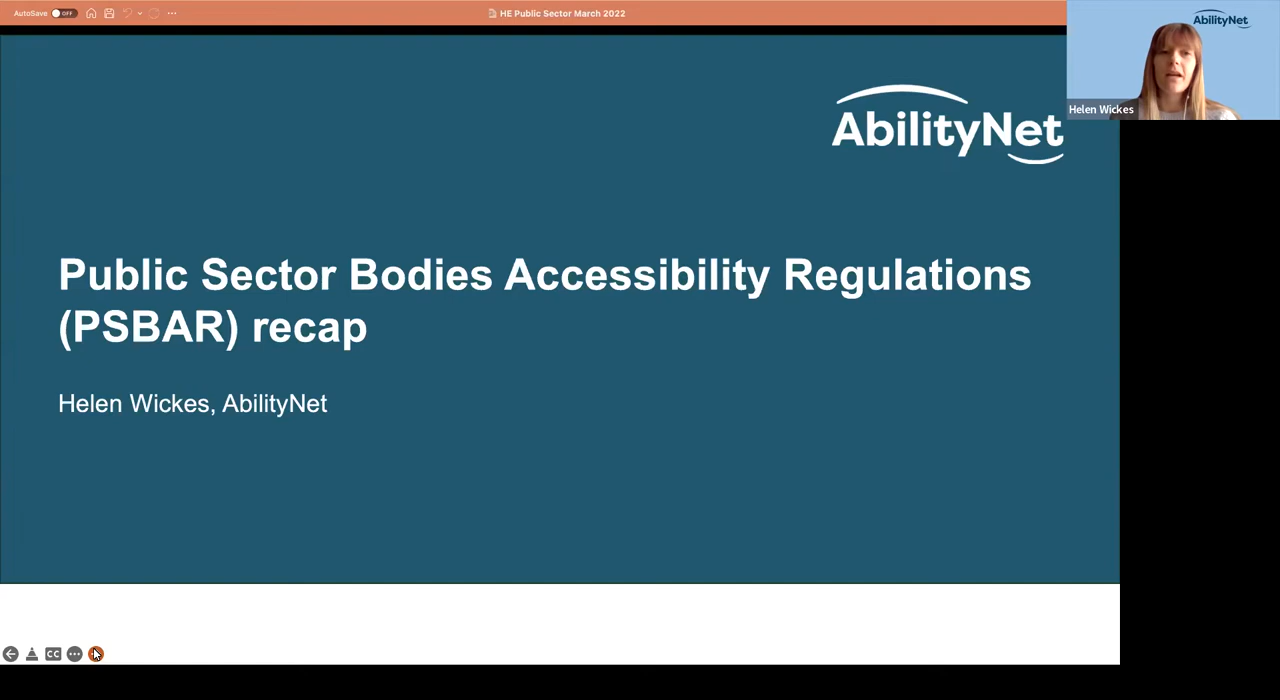 AutoSave OFF
HE Public Sector March 2022
AbilityNet
Helen Wickes
AbilityNet
Public Sector Bodies Accessibility Regulations
(PSBAR) recap
Helen Wickes, AbilityNet
CC